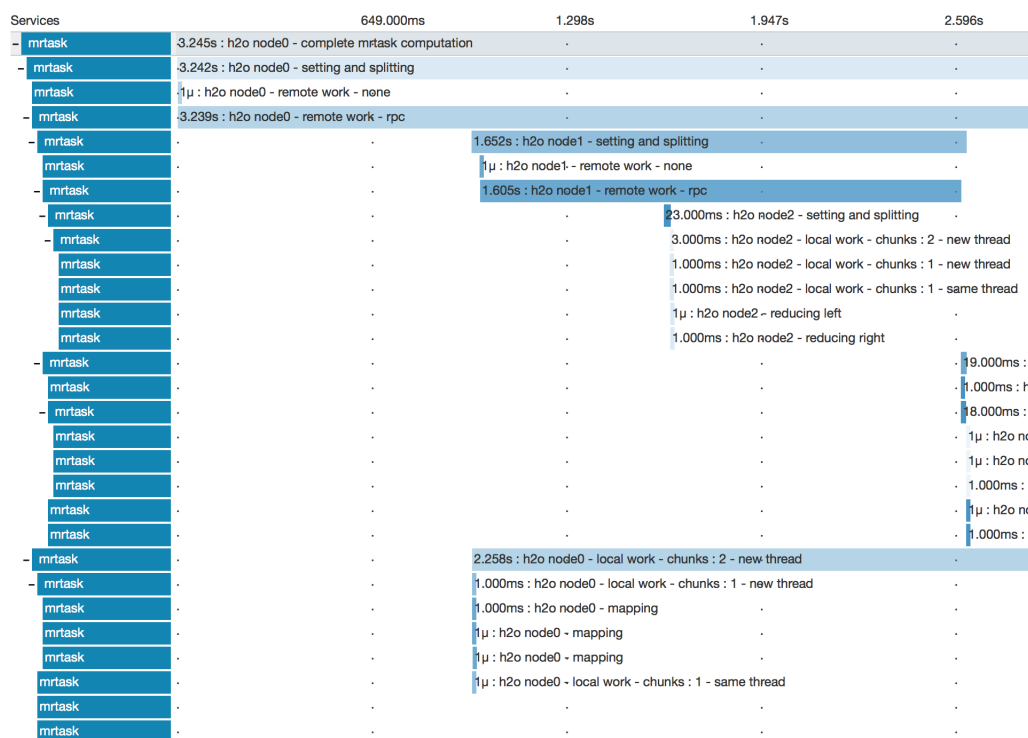 Services 649.000ms 1.298s 1.947s 2.596s
mrtask 3.245s : h2o node0 - complete mrtask computation
mrtask 3.242s : h2o node0 - setting and splitting
mrtask 1μ : h2o node0 - remote work - none
mrtask 3.239s : h2o node0 - remote work - rpc
mrtask 1.652s : h2o node1 - setting and splitting
mrtask 1μ : h2o node1 - remote work - none
mrtask 1.605s : h2o node1 - remote work - rpc
mrtask 23.000ms : h2o node2 - setting and splitting
mrtask 3.000ms : h2o node2 - local work - chunks : 2 - new thread
mrtask 1.000ms : h2o node2 - local work - chunks : 1 - new thread
mrtask 1.000ms : h2o node2 - local work - chunks : 1 - same thread
mrtask 1μ : h2o node2 - reducing left
mrtask 1.000ms : h2o node2 - reducing right
mrtask 19.000ms :
mrtask 1.000ms : h
mrtask 18.000ms :
mrtask 1μ : h2o no
mrtask 1μ : h2o no
mrtask 1.000ms :
mrtask 1μ : h2o no
mrtask 1.000ms :
mrtask 2.258s : h2o node0 - local work - chunks : 2 - new thread
mrtask 1.000ms : h2o node0 - local work - chunks : 1 - new thread
mrtask 1.000ms : h2o node0 - mapping
mrtask 1μ : h2o node0 - mapping
mrtask 1μ : h2o node0 - mapping
mrtask 1μ : h2o node0 - local work - chunks : 1 - same thread
mrtask
mrtask